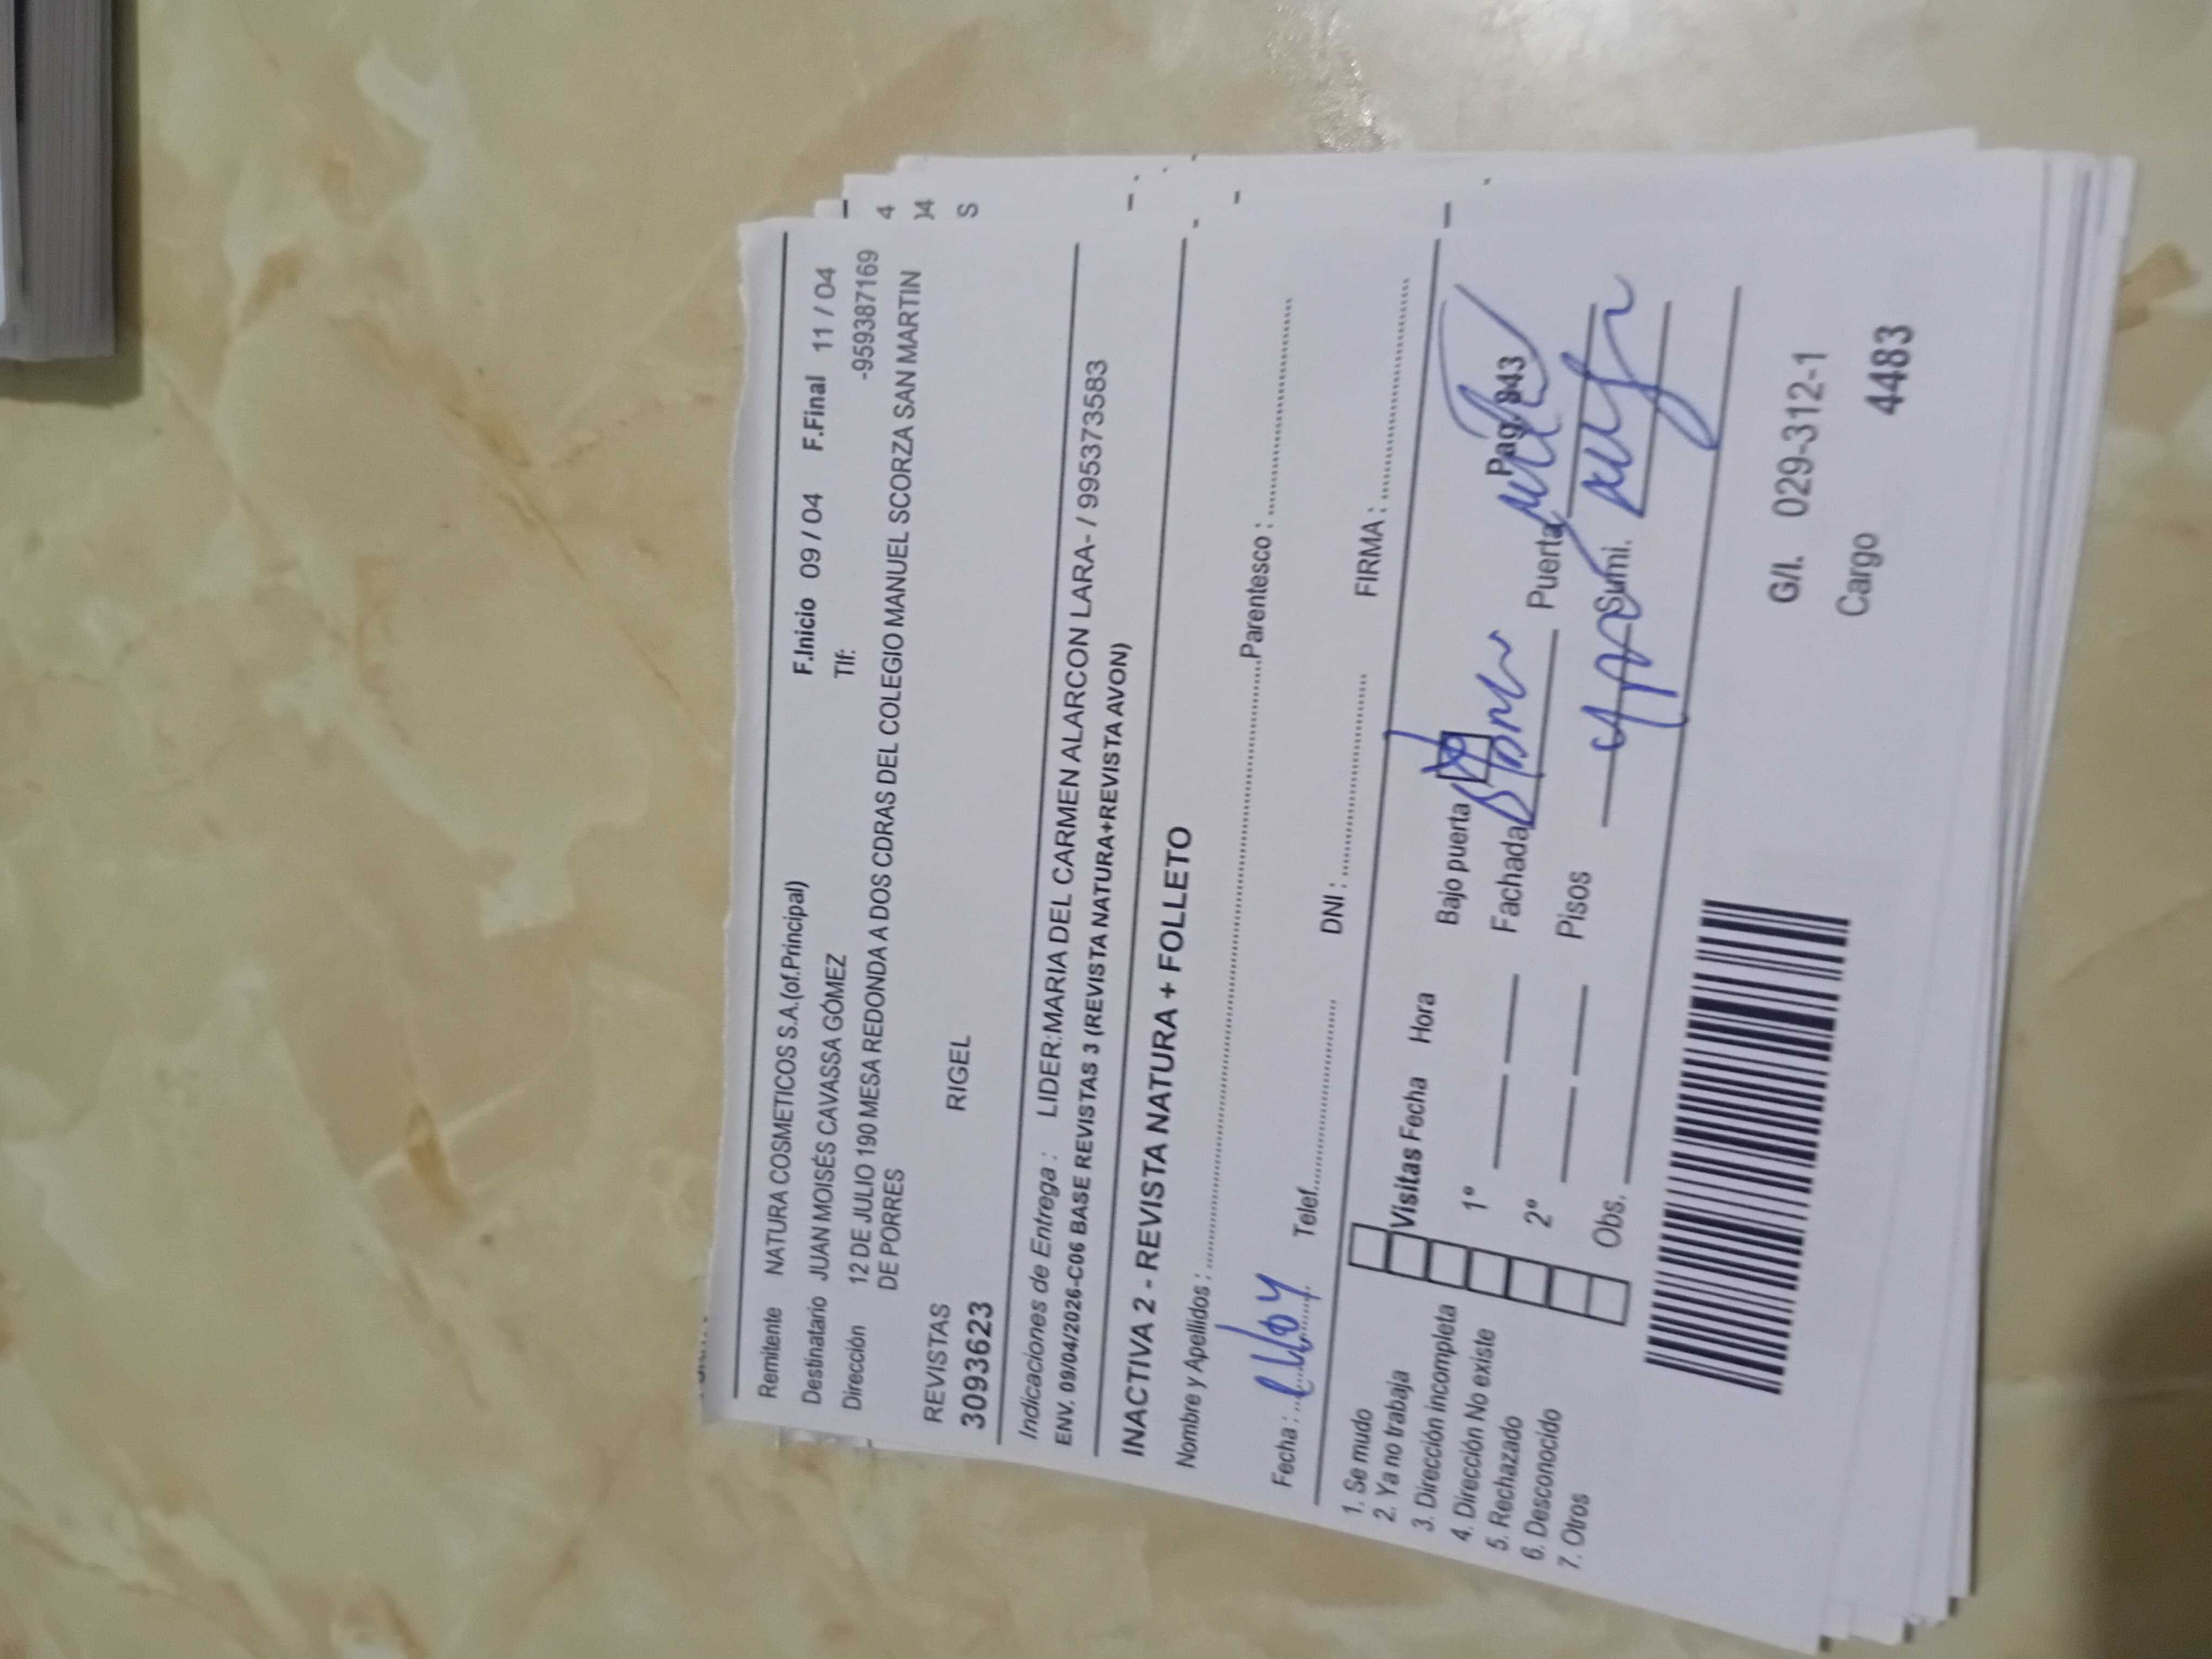 Remitente NATURA COSMETICOS S.A.(of.Principal)
F.Inicio 09 / 04 F.Final 11 / 04
Destinatario JUAN MOISÉS CAVASSA GÓMEZ Tlf: -959387169
Dirección 12 DE JULIO 190 MESA REDONDA A DOS CDRAS DEL COLEGIO MANUEL SCORZA SAN MARTIN
DE PORRES
REVISTAS RIGEL
3093623
Indicaciones de Entrega : LIDER:MARIA DEL CARMEN ALARCON LARA- / 995373583
ENV. 09/04/2026-C06 BASE REVISTAS 3 (REVISTA NATURA+REVISTA AVON)
INACTIVA 2 - REVISTA NATURA + FOLLETO
Nombre y Apellidos : Parentesco :
Fecha : Telef. DNI : FIRMA :
1. Se mudo
2. Ya no trabaja
3. Dirección incompleta
4. Dirección No existe
5. Rechazado
6. Desconocido
7. Otros
Visitas Fecha Hora Bajo puerta Pag. 843
1º Fachada Puerta
2º Pisos Sumi.
Obs.
G/I. 029-312-1
Cargo 4483